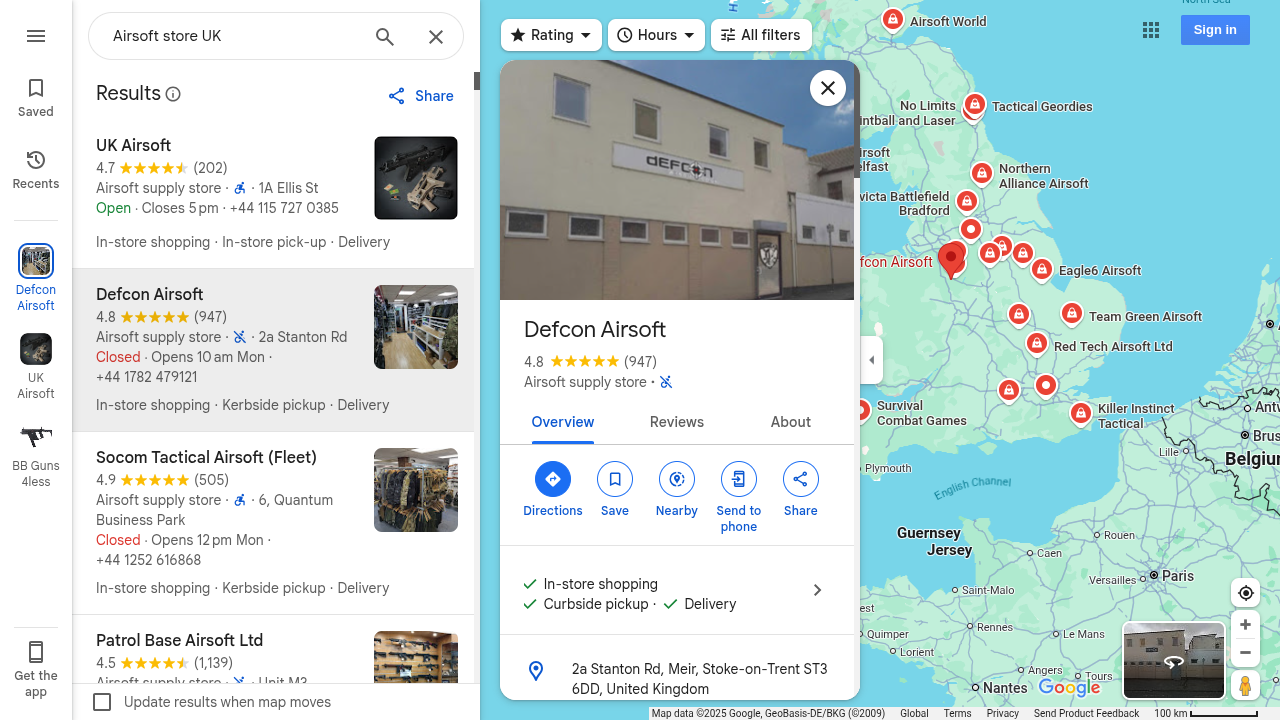 Airsoft store UK
Saved
Recents
Defcon
Airsoft
UK
Airsoft
BB Guns
4less
Get the
app
Results
Share
UK Airsoft
4.7 (202)
Airsoft supply store · · 1A Ellis St
Open · Closes 5 pm · +44 115 727 0385
In-store shopping · In-store pick-up · Delivery
Defcon Airsoft
4.8 (947)
Airsoft supply store · · 2a Stanton Rd
Closed · Opens 10 am Mon ·
+44 1782 479121
In-store shopping · Kerbside pickup · Delivery
Socom Tactical Airsoft (Fleet)
4.9 (505)
Airsoft supply store · · 6, Quantum
Business Park
Closed · Opens 12 pm Mon ·
+44 1252 616868
In-store shopping · Kerbside pickup · Delivery
Patrol Base Airsoft Ltd
4.5 (1,139)
Airsoft supply store · · Unit M3
Update results when map moves
Rating
Hours
All filters
Sign in
DEFCON
Defcon Airsoft
4.8 (947)
Airsoft supply store ·
Overview
Reviews
About
Directions
Save
Nearby
Send to
phone
Share
In-store shopping
Curbside pickup · Delivery
2a Stanton Rd, Meir, Stoke-on-Trent ST3
6DD, United Kingdom
North Sea
Airsoft World
No Limits
ntball and Laser
Tactical Geordies
irsoft
elfast
Northern
Alliance Airsoft
victa Battlefield
Bradford
fcon Airsoft
Eagle6 Airsoft
Team Green Airsoft
Red Tech Airsoft Ltd
Survival
Combat Games
Killer Instinct
Tactical
Plymouth
English Channel
Guernsey
Jersey
Lille
Antw
Brus
Belgium
Rouen
Caen
Versailles
Paris
Saint-Malo
est
Quimper
Rennes
Le Mans
Lorient
Angers
Tours
Nantes
Google
Map data ©2025 Google, GeoBasis-DE/BKG (©2009)
Global
Terms
Privacy
Send Product Feedback
100 km